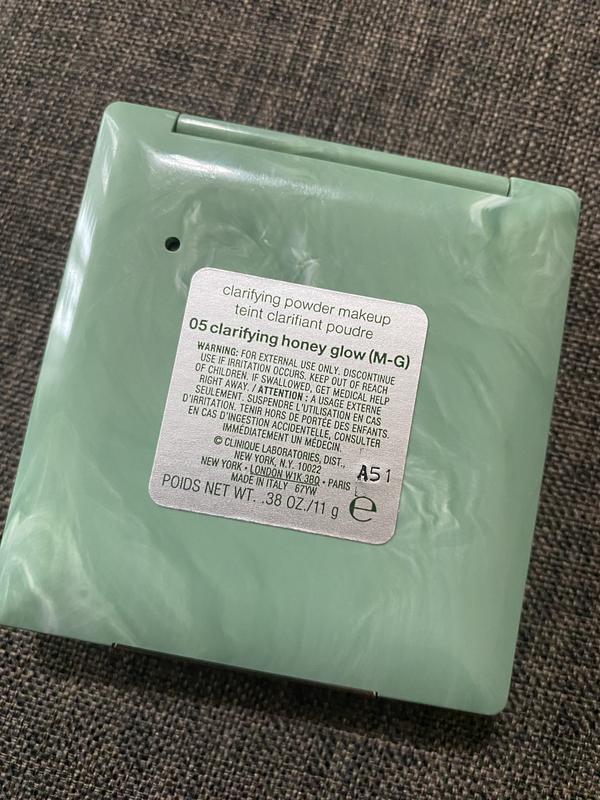 clarifying powder makeup
teint clarifiant poudre
05 clarifying honey glow (M-G)
WARNING: FOR EXTERNAL USE ONLY. DISCONTINUE
USE IF IRRITATION OCCURS. KEEP OUT OF REACH
OF CHILDREN. IF SWALLOWED, GET MEDICAL HELP
RIGHT AWAY. / ATTENTION : A USAGE EXTERNE
SEULEMENT. SUSPENDRE L'UTILISATION EN CAS
D'IRRITATION. TENIR HORS DE PORTÉE DES ENFANTS.
EN CAS D'INGESTION ACCIDENTELLE, CONSULTER
IMMÉDIATEMENT UN MÉDECIN.
© CLINIQUE LABORATORIES, DIST.,
NEW YORK, N.Y. 10022
NEW YORK • LONDON W1K 3BQ • PARIS
MADE IN ITALY 67YW
A51
POIDS NET WT. .38 OZ./11 g ℮